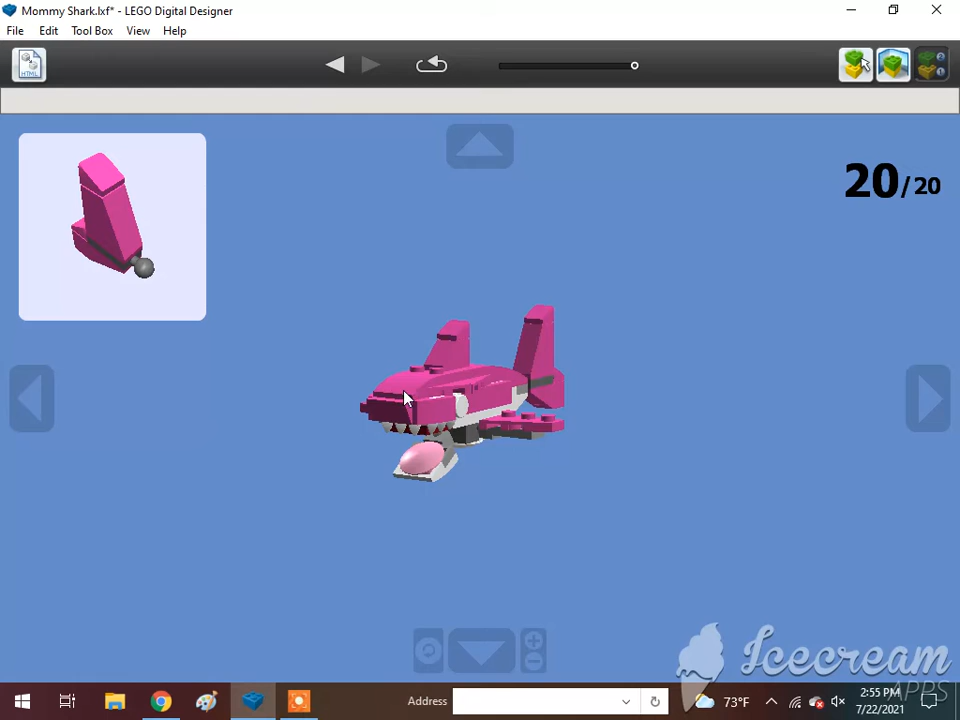 Mommy Shark.lxf* - LEGO Digital Designer
File Edit Tool Box View Help
HTML
20/20
Icecream
APPS
Address
73°F
2:55 PM
7/22/2021